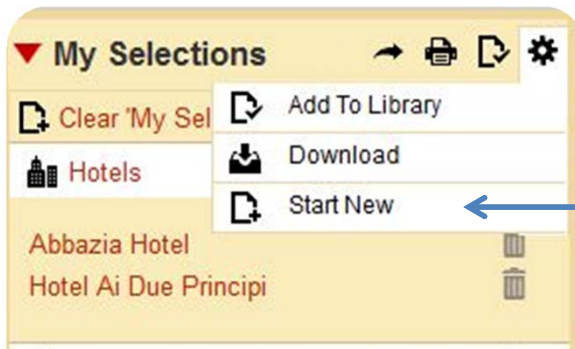 My Selections
Clear 'My Sel
Add To Library
Hotels
Download
Start New
Abbazia Hotel
Hotel Ai Due Principi